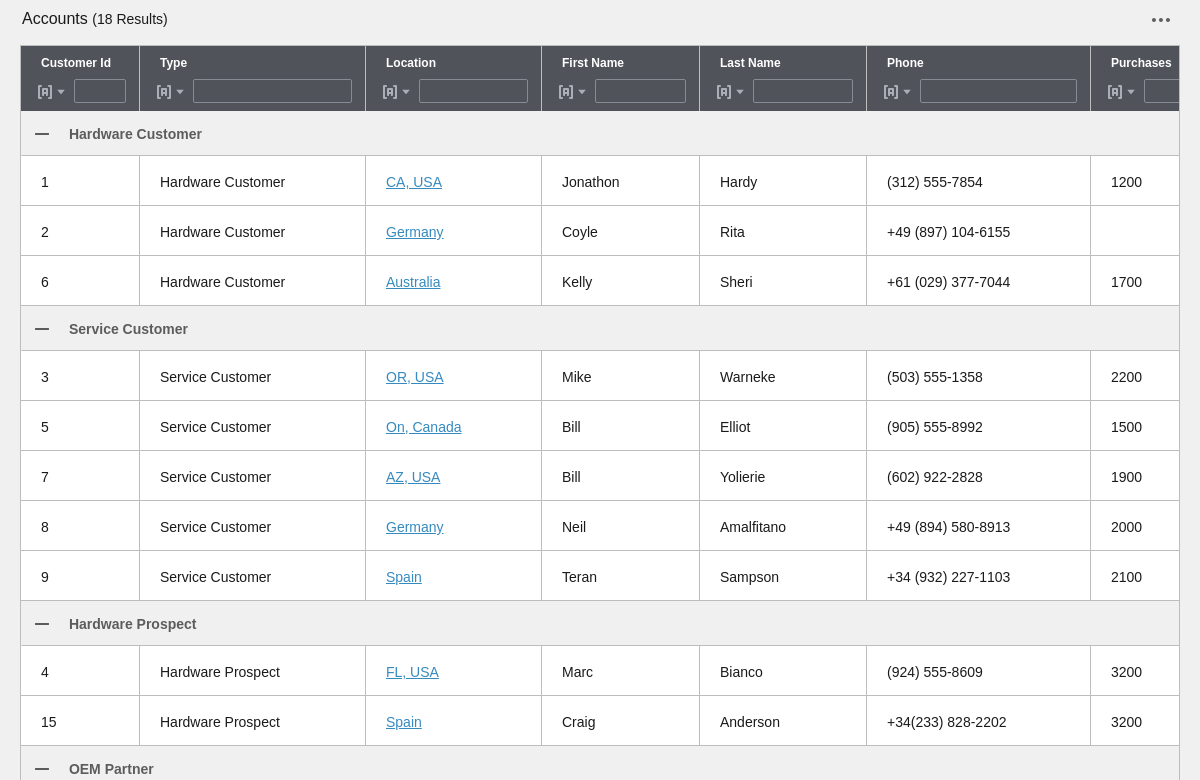 Accounts (18 Results)
Customer Id Type Location First Name Last Name Phone Purchases
Hardware Customer
1 Hardware Customer CA, USA Jonathon Hardy (312) 555-7854 1200
2 Hardware Customer Germany Coyle Rita +49 (897) 104-6155
6 Hardware Customer Australia Kelly Sheri +61 (029) 377-7044 1700
Service Customer
3 Service Customer OR, USA Mike Warneke (503) 555-1358 2200
5 Service Customer On, Canada Bill Elliot (905) 555-8992 1500
7 Service Customer AZ, USA Bill Yolierie (602) 922-2828 1900
8 Service Customer Germany Neil Amalfitano +49 (894) 580-8913 2000
9 Service Customer Spain Teran Sampson +34 (932) 227-1103 2100
Hardware Prospect
4 Hardware Prospect FL, USA Marc Bianco (924) 555-8609 3200
15 Hardware Prospect Spain Craig Anderson +34(233) 828-2202 3200
OEM Partner